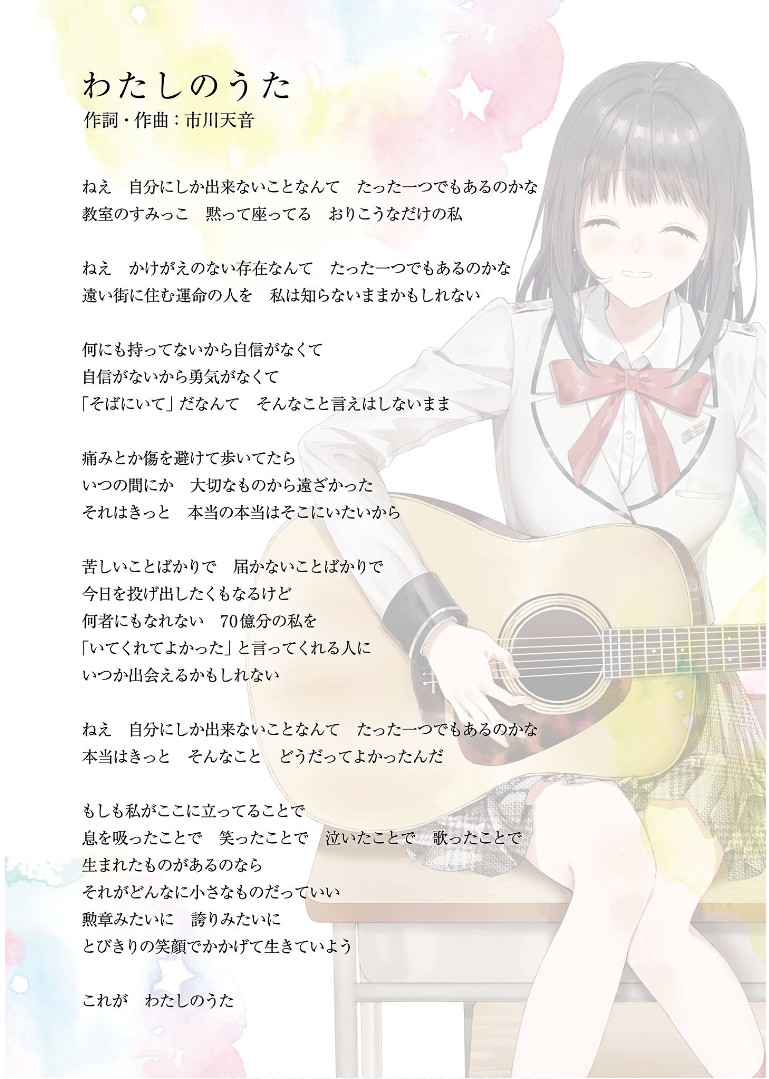 わたしのうた
作詞・作曲：市川天音
ねえ　自分にしか出来ないことなんて　たった一つでもあるのかな
教室のすみっこ　黙って座ってる　おりこうなだけの私
ねえ　かけがえのない存在なんて　たった一つでもあるのかな
遠い街に住む運命の人を　私は知らないままかもしれない
何にも持ってないから自信がなくて
自信がないから勇気がなくて
「そばにいて」だなんて　そんなこと言えはしないまま
痛みとか傷を避けて歩いてたら
いつの間にか　大切なものから遠ざかった
それはきっと　本当の本当はそこにいたいから
苦しいことばかりで　届かないことばかりで
今日を投げ出したくもなるけど
何者にもなれない　70億分の私を
「いてくれてよかった」と言ってくれる人に
いつか出会えるかもしれない
ねえ　自分にしか出来ないことなんて　たった一つでもあるのかな
本当はきっと　そんなこと　どうだってよかったんだ
もしも私がここに立ってることで
息を吸ったことで　笑ったことで　泣いたことで　歌ったことで
生まれたものがあるのなら
それがどんなに小さなものだっていい
勲章みたいに　誇りみたいに
とびきりの笑顔でかかげて生きていよう
これが　わたしのうた